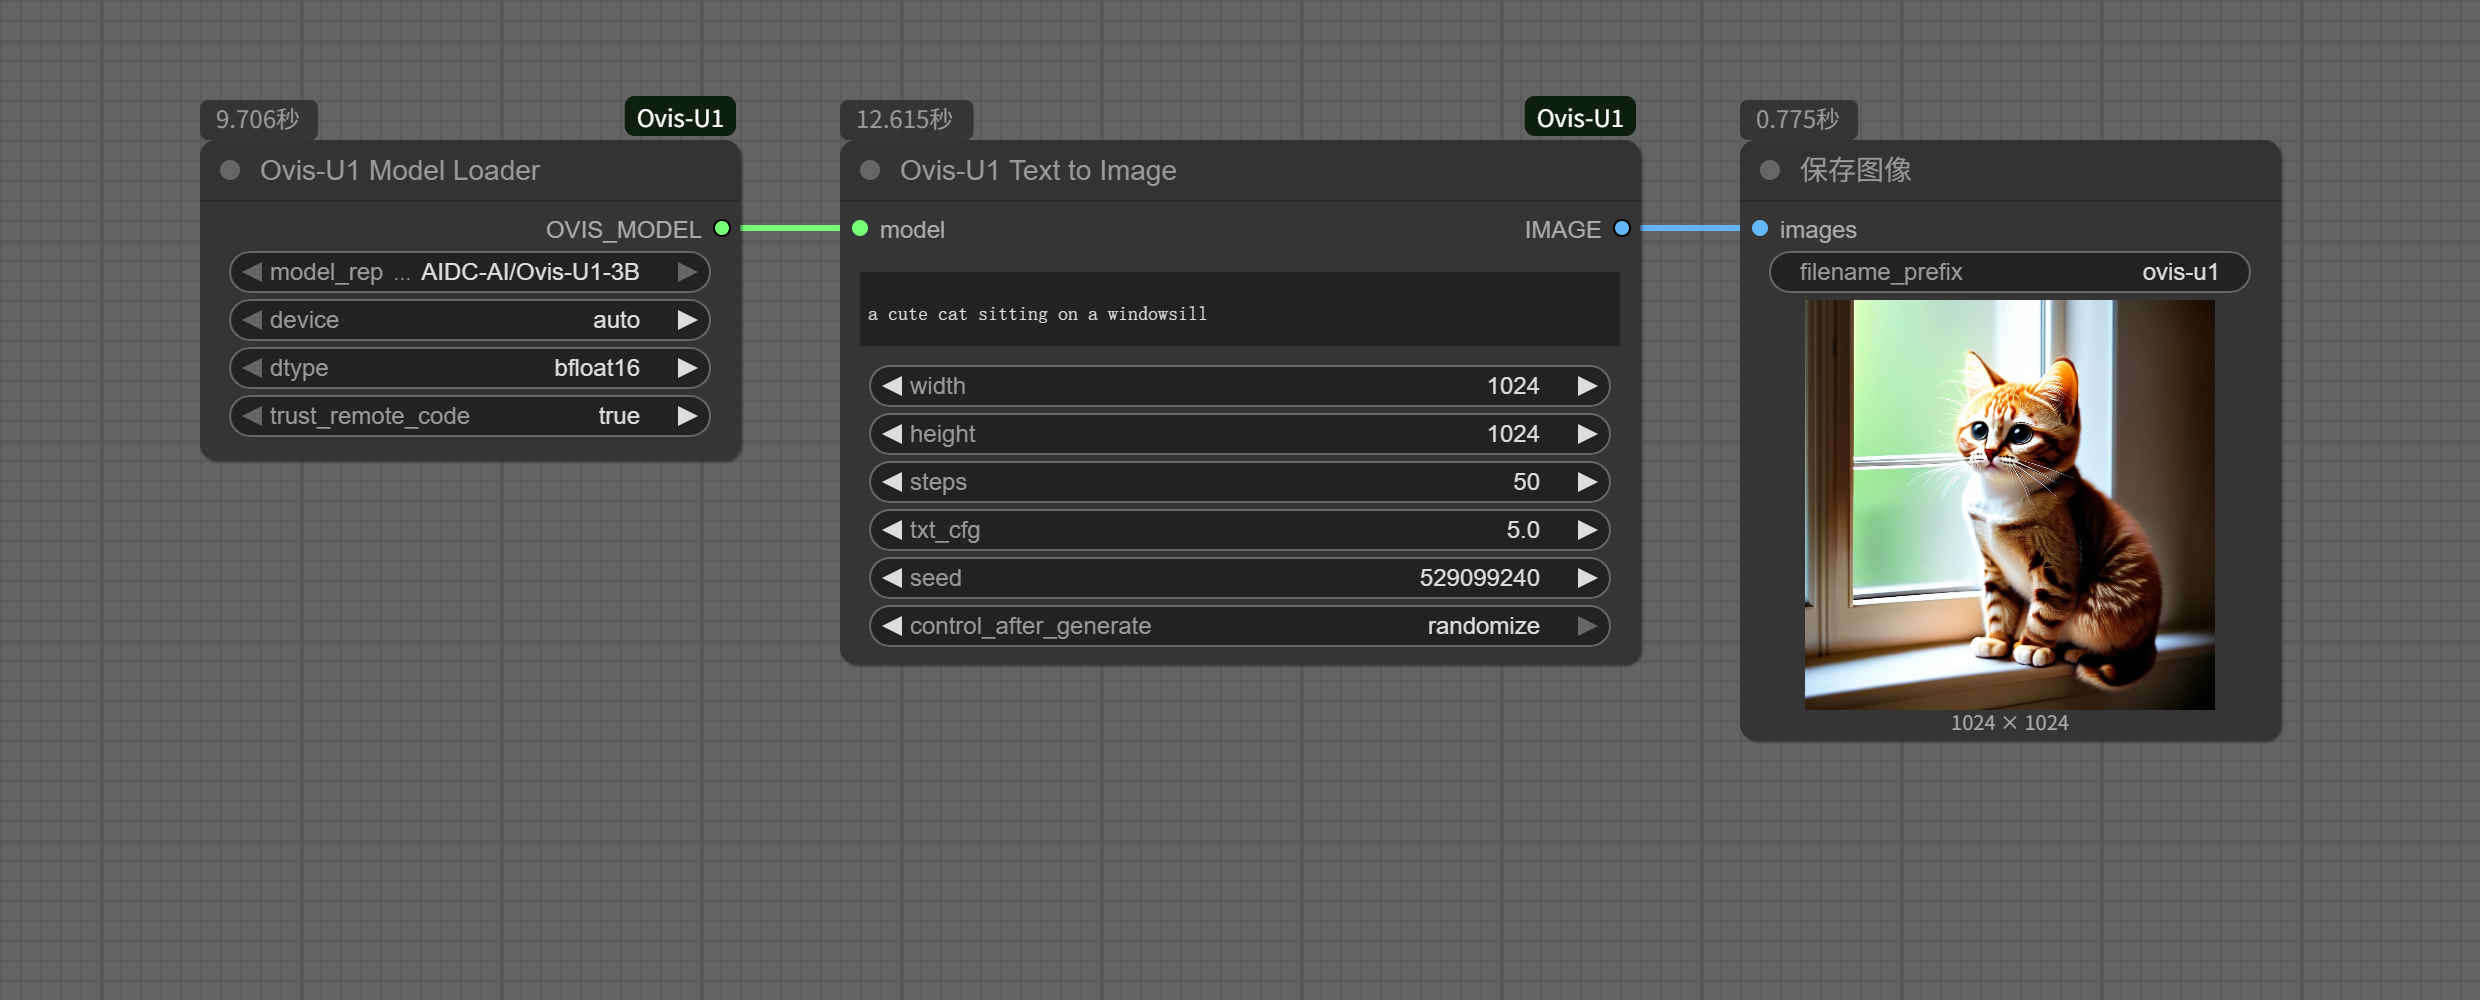 9.706秒
Ovis-U1
Ovis-U1 Model Loader
OVIS_MODEL
model_rep ... AIDC-AI/Ovis-U1-3B
device auto
dtype bfloat16
trust_remote_code true
12.615秒
Ovis-U1
Ovis-U1 Text to Image
model IMAGE
a cute cat sitting on a windowsill
width 1024
height 1024
steps 50
txt_cfg 5.0
seed 529099240
control_after_generate randomize
0.775秒
保存图像
images
filename_prefix ovis-u1
1024 × 1024